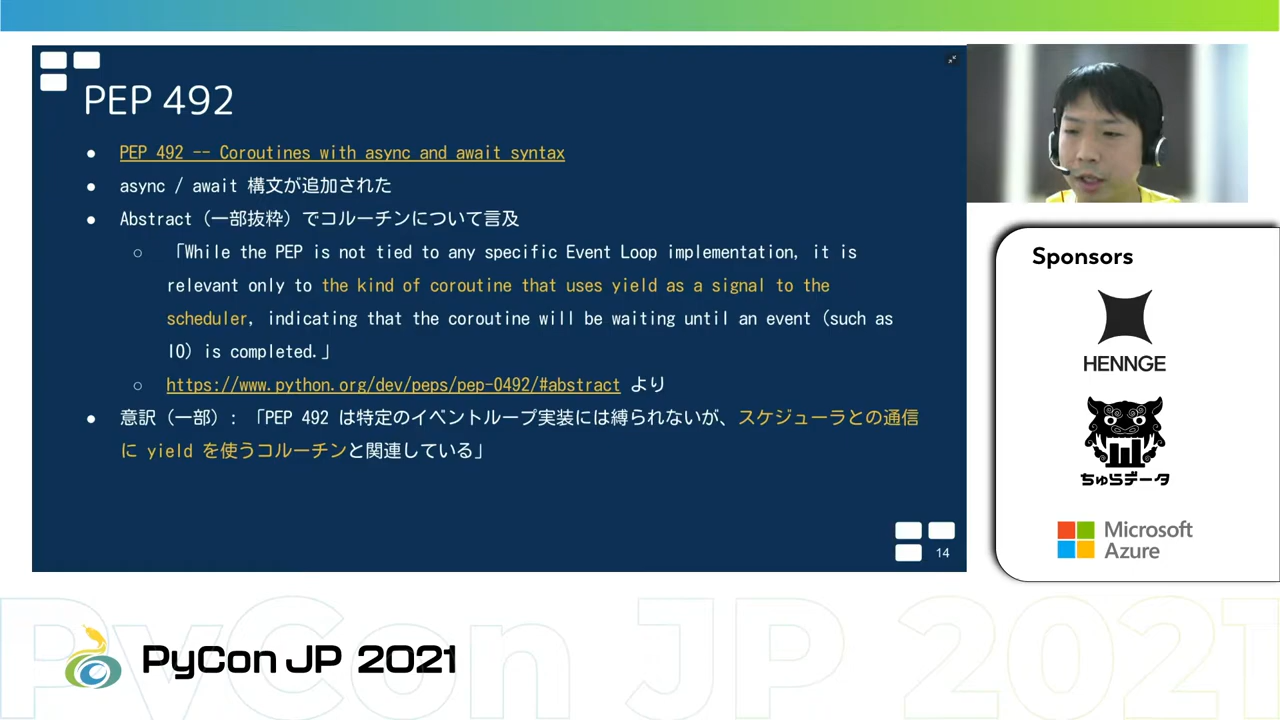 PEP 492
● PEP 492 -- Coroutines with async and await syntax
● async / await 構文が追加された
● Abstract（一部抜粋）でコルーチンについて言及
○ 「While the PEP is not tied to any specific Event Loop implementation, it is
relevant only to the kind of coroutine that uses yield as a signal to the
scheduler, indicating that the coroutine will be waiting until an event (such as
IO) is completed.」
○ https://www.python.org/dev/peps/pep-0492/#abstract より
● 意訳（一部）: 「PEP 492 は特定のイベントループ実装には縛られないが、スケジューラとの通信
に yield を使うコルーチンと関連している」
14
Sponsors
HENNGE
ちゅらデータ
Microsoft
Azure
PyCon JP 2021
PyCon JP 2021